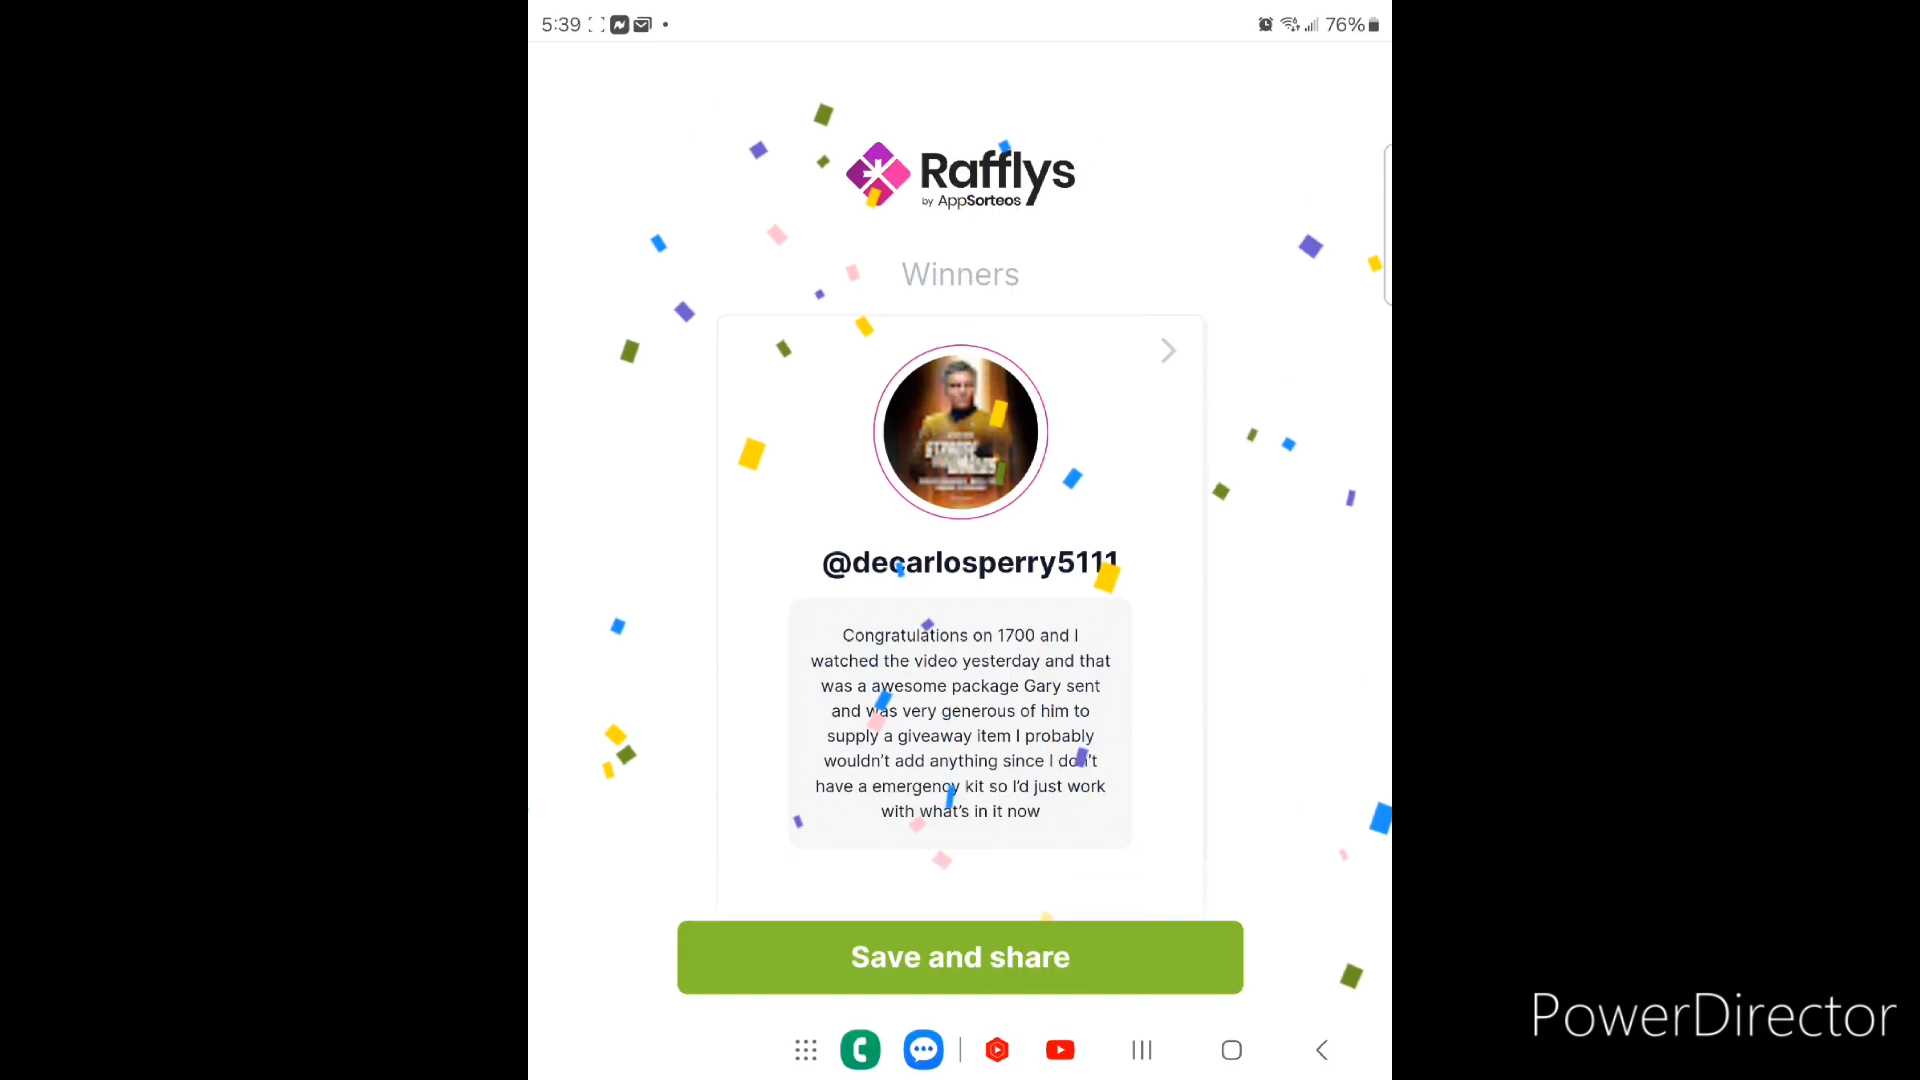 5:39
76%
Rafflys
by AppSorteos
Winners
@decarlosperry5111
Congratulations on 1700 and I
watched the video yesterday and that
was a awesome package Gary sent
and was very generous of him to
supply a giveaway item I probably
wouldn't add anything since I don't
have a emergency kit so I'd just work
with what's in it now
Save and share
PowerDirector